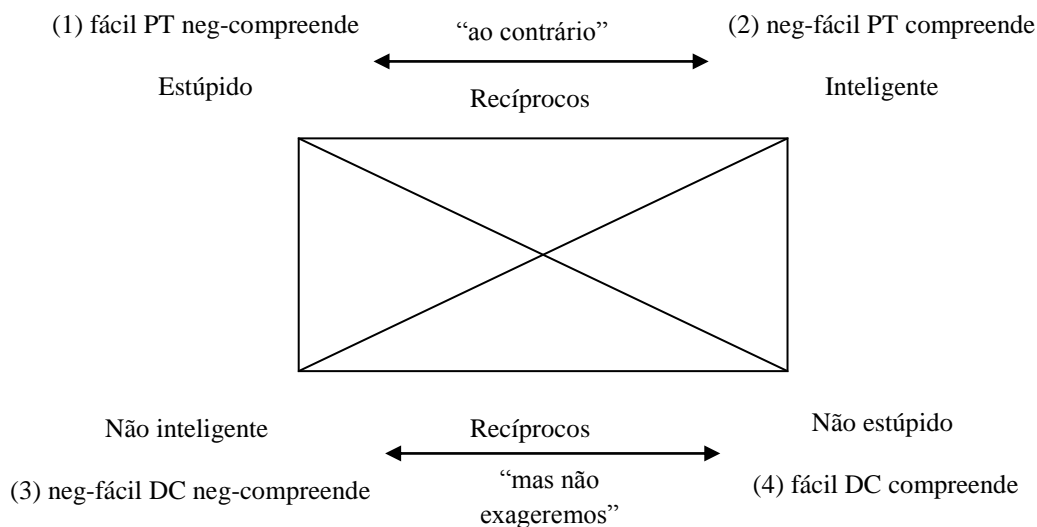 (1) fácil PT neg-compreende
“ao contrário”
(2) neg-fácil PT compreende
Estúpido
Recíprocos
Inteligente
Não inteligente
Recíprocos
Não estúpido
(3) neg-fácil DC neg-compreende
“mas não
exageremos”
(4) fácil DC compreende